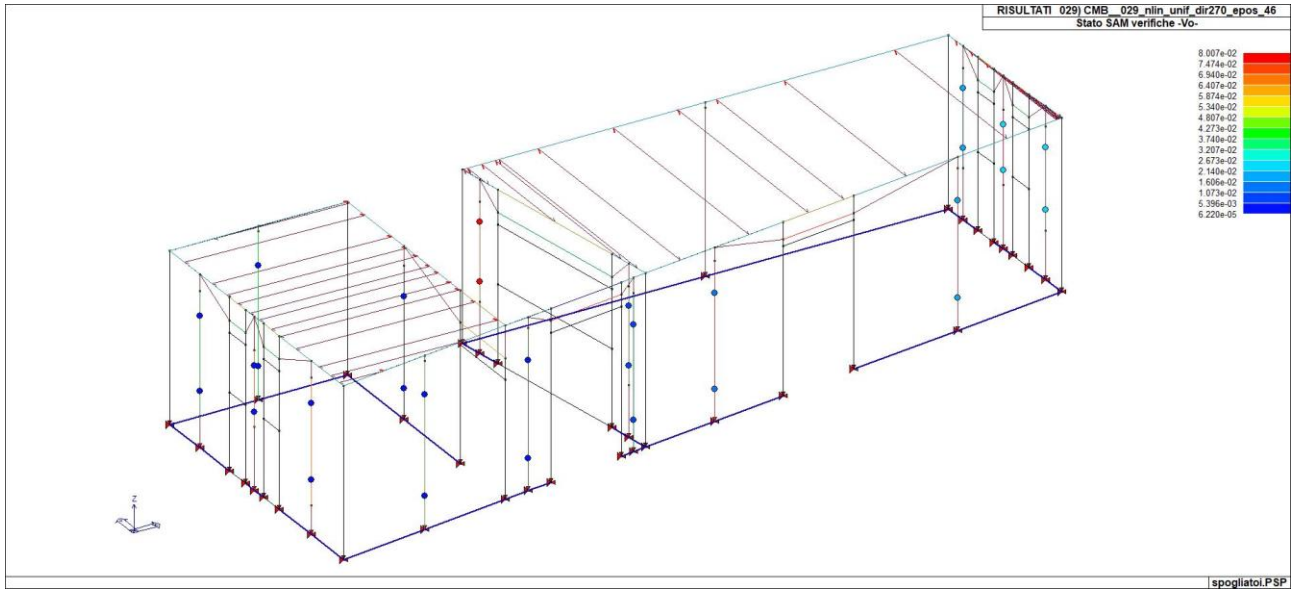 RISULTATI 029) CMB__029_nlin_unif_dir270_epos_46
Stato SAM verifiche -Vo-
8.007e-02
7.474e-02
6.940e-02
6.407e-02
5.874e-02
5.340e-02
4.807e-02
4.273e-02
3.740e-02
3.207e-02
2.673e-02
2.140e-02
1.606e-02
1.073e-02
5.396e-03
6.220e-05
Z
spogliatoi.PSP